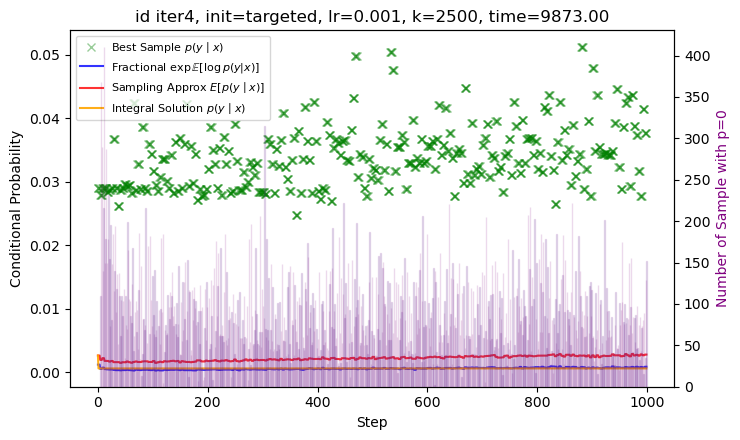 id iter4, init=targeted, lr=0.001, k=2500, time=9873.00
Best Sample p(y | x)
Fractional exp𝔼[log p(y|x)]
Sampling Approx E[p(y | x)]
Integral Solution p(y | x)
0.05
0.04
0.03
0.02
0.01
0.00
Conditional Probability
400
350
300
250
200
150
100
50
0
Number of Sample with p=0
0
200
400
600
800
1000
Step